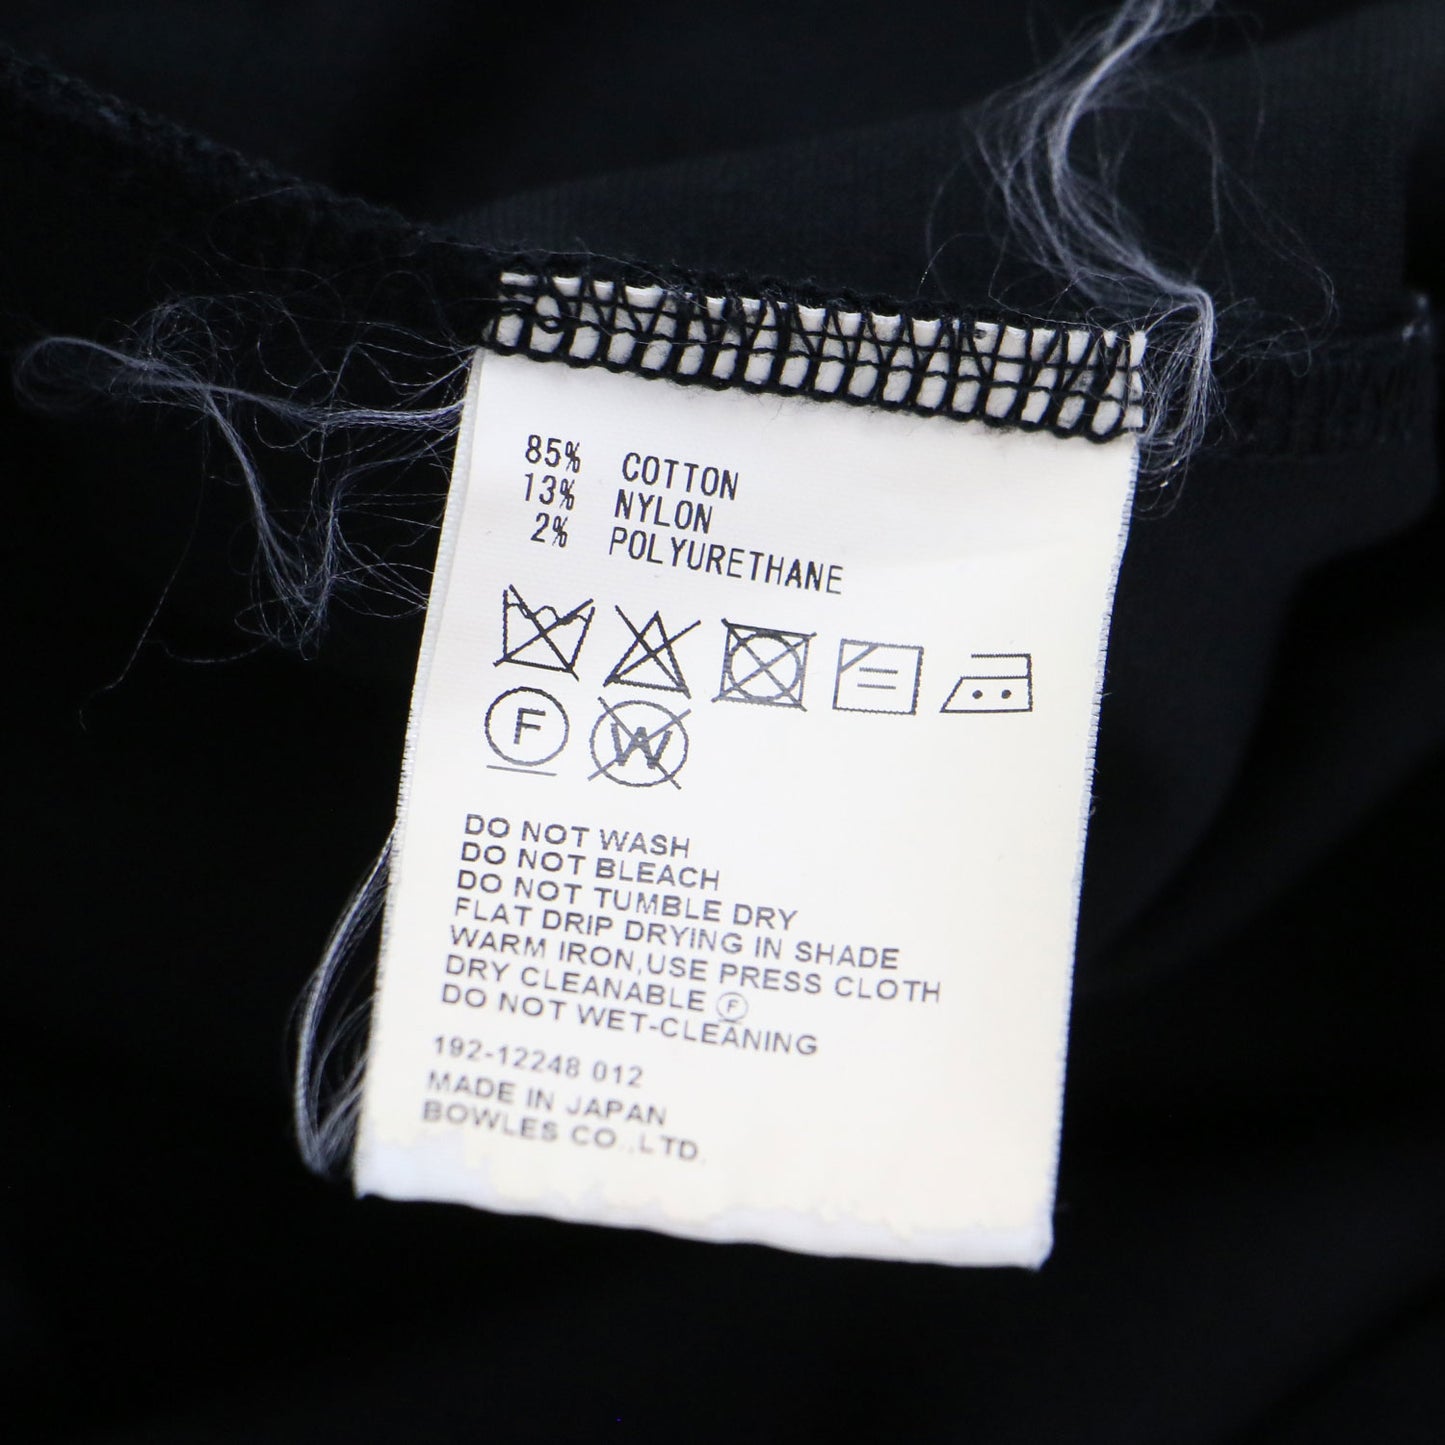 85% COTTON
13% NYLON
2% POLYURETHANE
F W
DO NOT WASH
DO NOT BLEACH
DO NOT TUMBLE DRY
FLAT DRIP DRYING IN SHADE
WARM IRON,USE PRESS CLOTH
DRY CLEANABLE Ⓕ
DO NOT WET-CLEANING
192-12248 012
MADE IN JAPAN
BOWLES CO.,LTD.